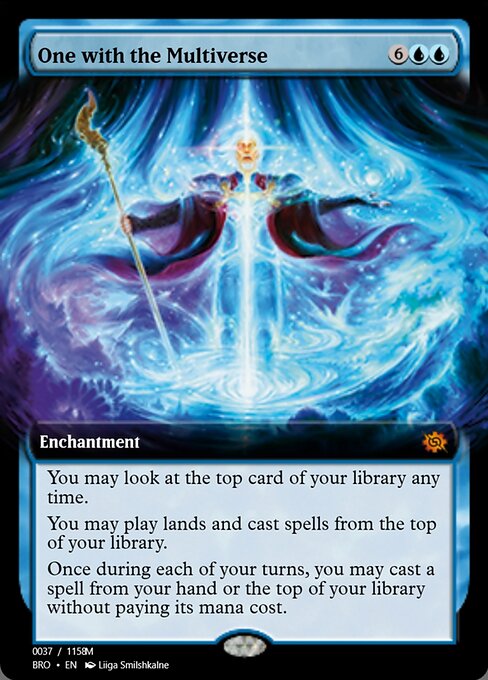 One with the Multiverse 6
Enchantment
You may look at the top card of your library any
time.
You may play lands and cast spells from the top
of your library.
Once during each of your turns, you may cast a
spell from your hand or the top of your library
without paying its mana cost.
0037 / 1158M
BRO • EN Liiga Smilshkalne